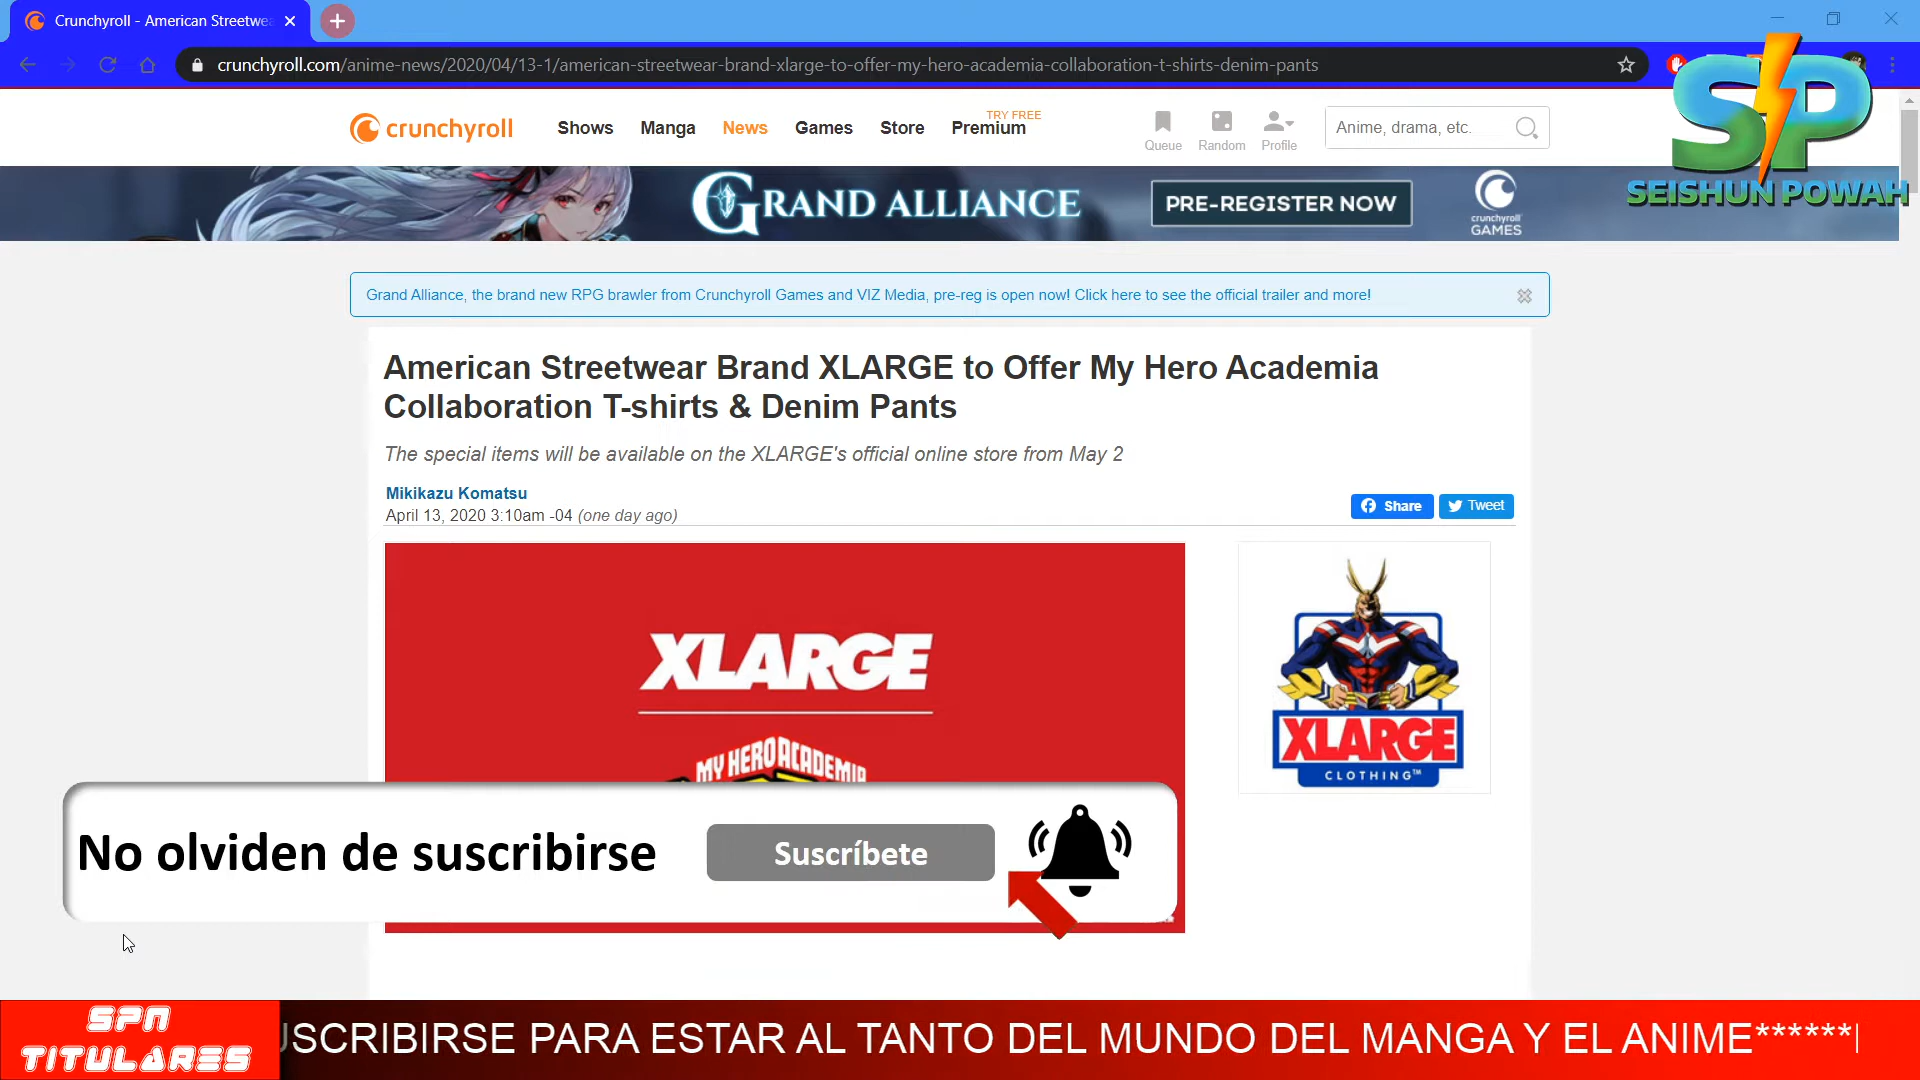 Crunchyroll - American Streetwea
crunchyroll.com/anime-news/2020/04/13-1/american-streetwear-brand-xlarge-to-offer-my-hero-academia-collaboration-t-shirts-denim-pants
SP
SEISHUN POWAH
crunchyroll
Shows
Manga
News
Games
Store
TRY FREE
Premium
Queue
Random
Profile
Anime, drama, etc.
GRAND ALLIANCE
PRE-REGISTER NOW
crunchyroll
GAMES
Grand Alliance, the brand new RPG brawler from Crunchyroll Games and VIZ Media, pre-reg is open now! Click here to see the official trailer and more!
American Streetwear Brand XLARGE to Offer My Hero Academia
Collaboration T-shirts & Denim Pants
The special items will be available on the XLARGE's official online store from May 2
Mikikazu Komatsu
April 13, 2020 3:10am -04 (one day ago)
Share
Tweet
XLARGE
MY HERO ACADEMIA
XLARGE
CLOTHING™
No olviden de suscribirse
Suscríbete
SPN
TITULARES
USCRIBIRSE PARA ESTAR AL TANTO DEL MUNDO DEL MANGA Y EL ANIME******